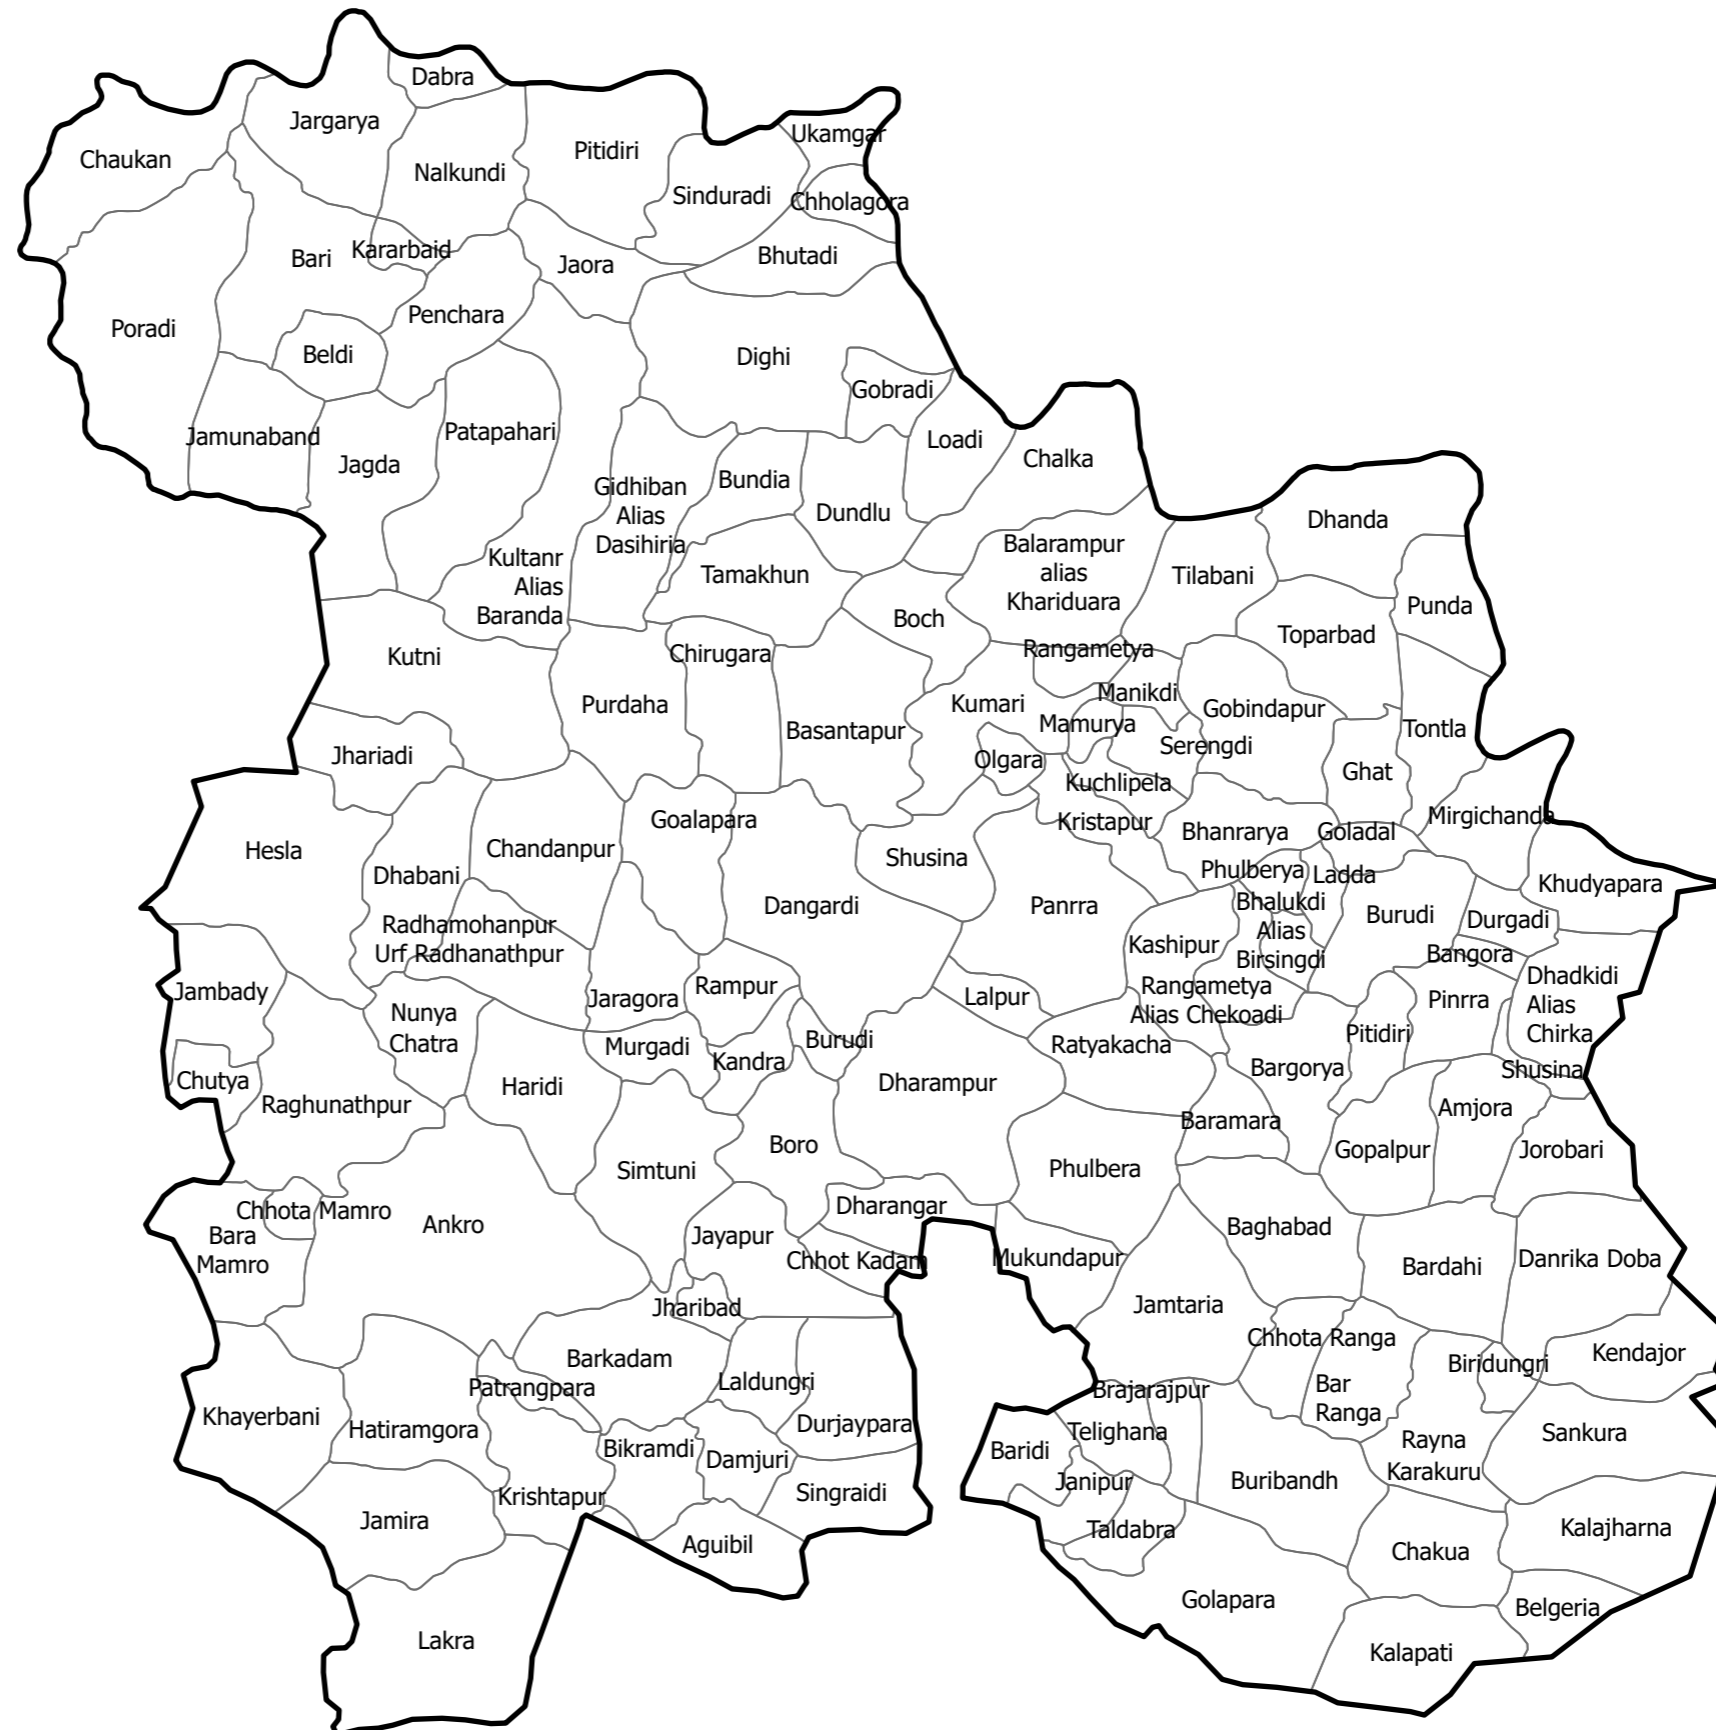 Dabra
Jargarya
Ukamgar
Pitidiri
Chaukan
Nalkundi
Sinduradi
Chholagora
Kararbaid
Bhutadi
Bari
Jaora
Penchara
Poradi
Beldi
Dighi
Gobradi
Jamunaband
Patapahari
Loadi
Jagda
Chalka
Bundia
Gidhiban
Alias
Dasihiria
Dundlu
Dhanda
Kultanr
Alias
Baranda
Tamakhun
Balarampur
alias
Khariduara
Tilabani
Punda
Boch
Toparbad
Kutni
Chirugara
Rangametya
Manikdi
Purdaha
Kumari
Gobindapur
Mamurya
Basantapur
Tontla
Serengdi
Jhariadi
Olgara
Ghat
Kuchlipela
Goalapara
Kristapur
Mirgichanda
Bhanrarya
Goladal
Hesla
Chandanpur
Shusina
Dhabani
Phulberya
Ladda
Khudyapara
Bhalukdi
Alias
Birsingdi
Dangardi
Panrra
Burudi
Durgadi
Radhamohanpur
Urf Radhanathpur
Kashipur
Bangora
Dhadkidi
Alias
Chirka
Jambady
Rampur
Rangametya
Alias Chekoadi
Jaragora
Lalpur
Pinrra
Nunya
Chatra
Pitidiri
Burudi
Murgadi
Ratyakacha
Kandra
Bargorya
Shusina
Chutya
Haridi
Dharampur
Raghunathpur
Amjora
Baramara
Boro
Gopalpur
Jorobari
Simtuni
Phulbera
Chhota Mamro
Dharangar
Bara
Mamro
Ankro
Baghabad
Jayapur
Chhot Kadam
Mukundapur
Danrika Doba
Bardahi
Jharibad
Jamtaria
Chhota Ranga
Kendajor
Barkadam
Biridungri
Laldungri
Patrangpara
Brajarajpur
Bar
Ranga
Khayerbani
Durjaypara
Hatiramgora
Telighana
Sankura
Rayna
Karakuru
Bikramdi
Baridi
Damjuri
Janipur
Buribandh
Singraidi
Krishtapur
Jamira
Taldabra
Kalajharna
Aguibil
Chakua
Golapara
Belgeria
Lakra
Kalapati